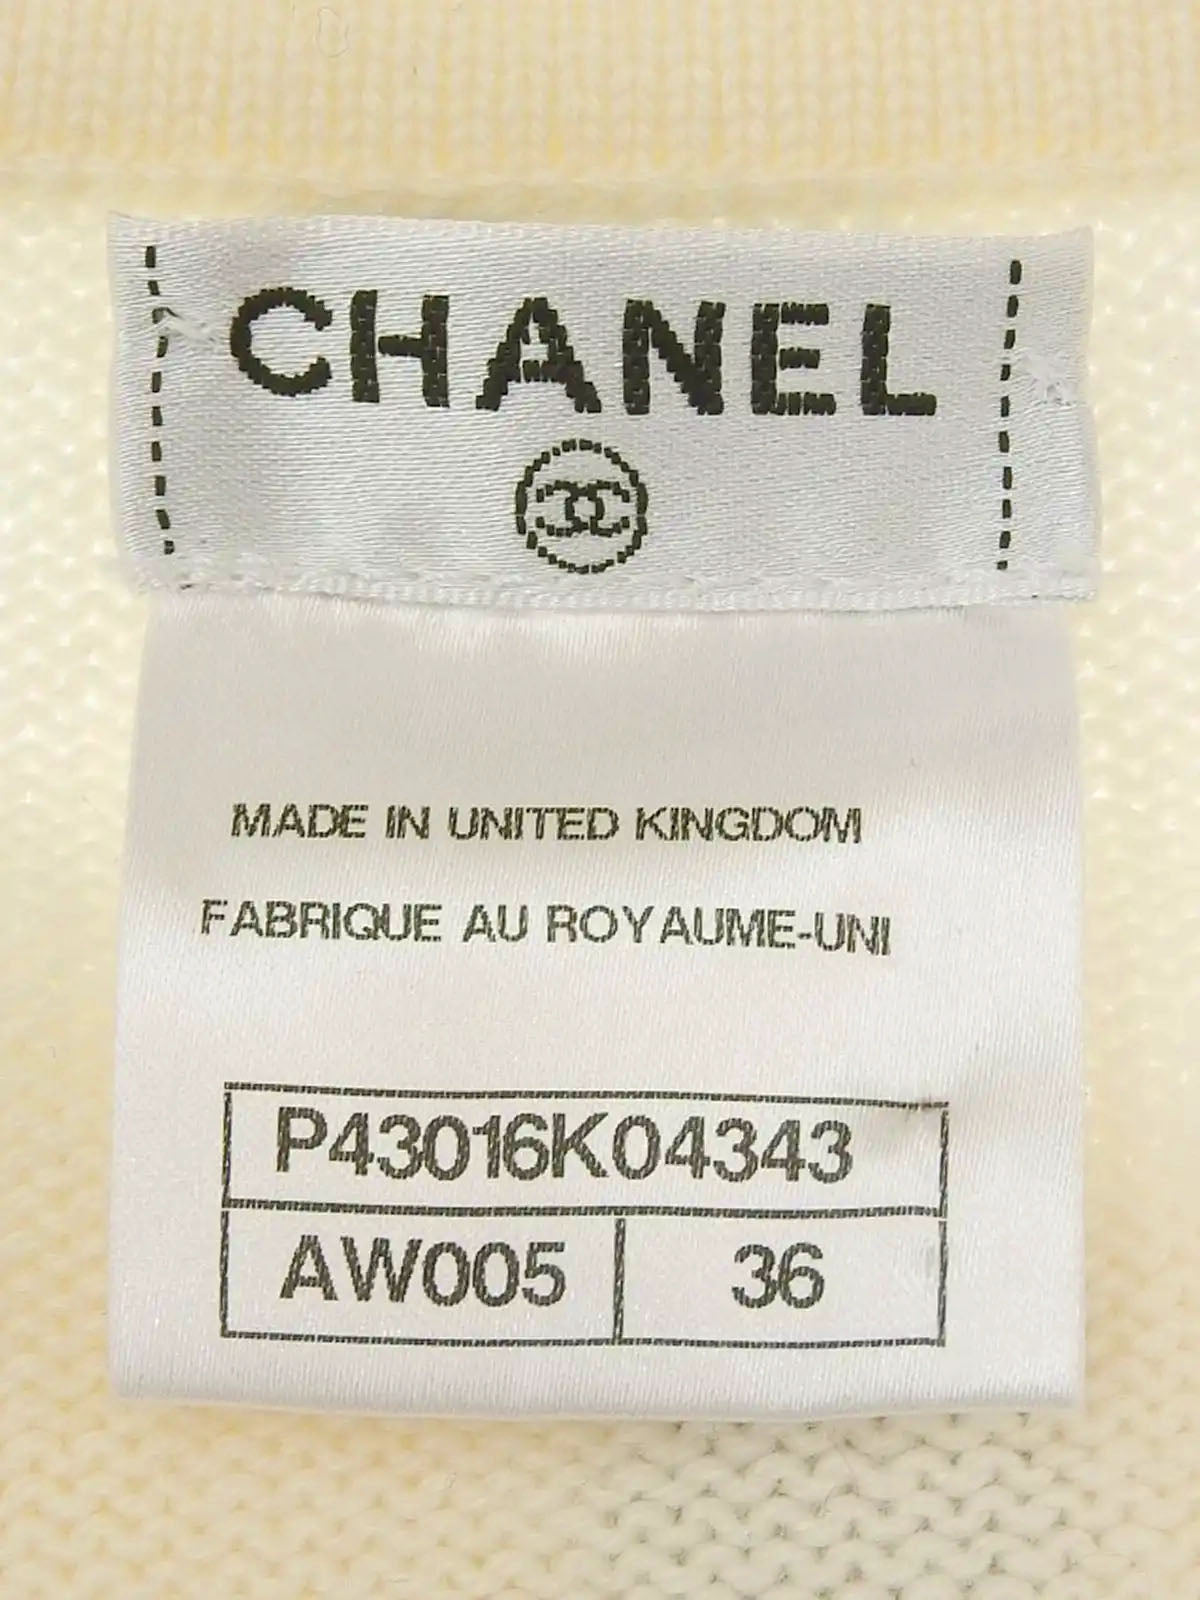 CHANEL
MADE IN UNITED KINGDOM
FABRIQUE AU ROYAUME-UNI
P43016K04343
AW005 36